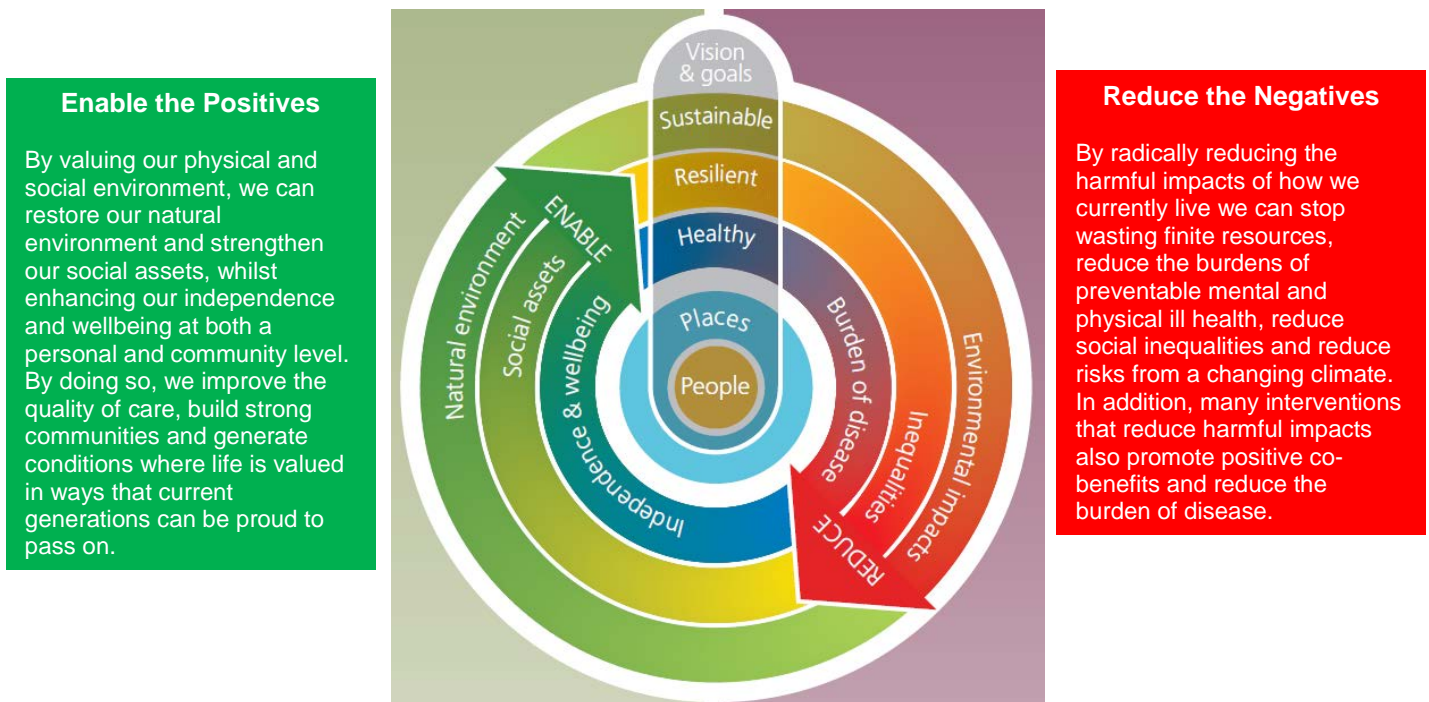 Enable the Positives
By valuing our physical and
social environment, we can
restore our natural
environment and strengthen
our social assets, whilst
enhancing our independence
and wellbeing at both a
personal and community level.
By doing so, we improve the
quality of care, build strong
communities and generate
conditions where life is valued
in ways that current
generations can be proud to
pass on.
Vision
& goals
Sustainable
Resilient
Healthy
Places
People
ENABLE
Natural environment
Social assets
Independence & wellbeing
Burden of disease
Inequalities
Environmental impacts
REDUCE
Reduce the Negatives
By radically reducing the
harmful impacts of how we
currently live we can stop
wasting finite resources,
reduce the burdens of
preventable mental and
physical ill health, reduce
social inequalities and reduce
risks from a changing climate.
In addition, many interventions
that reduce harmful impacts
also promote positive co-
benefits and reduce the
burden of disease.